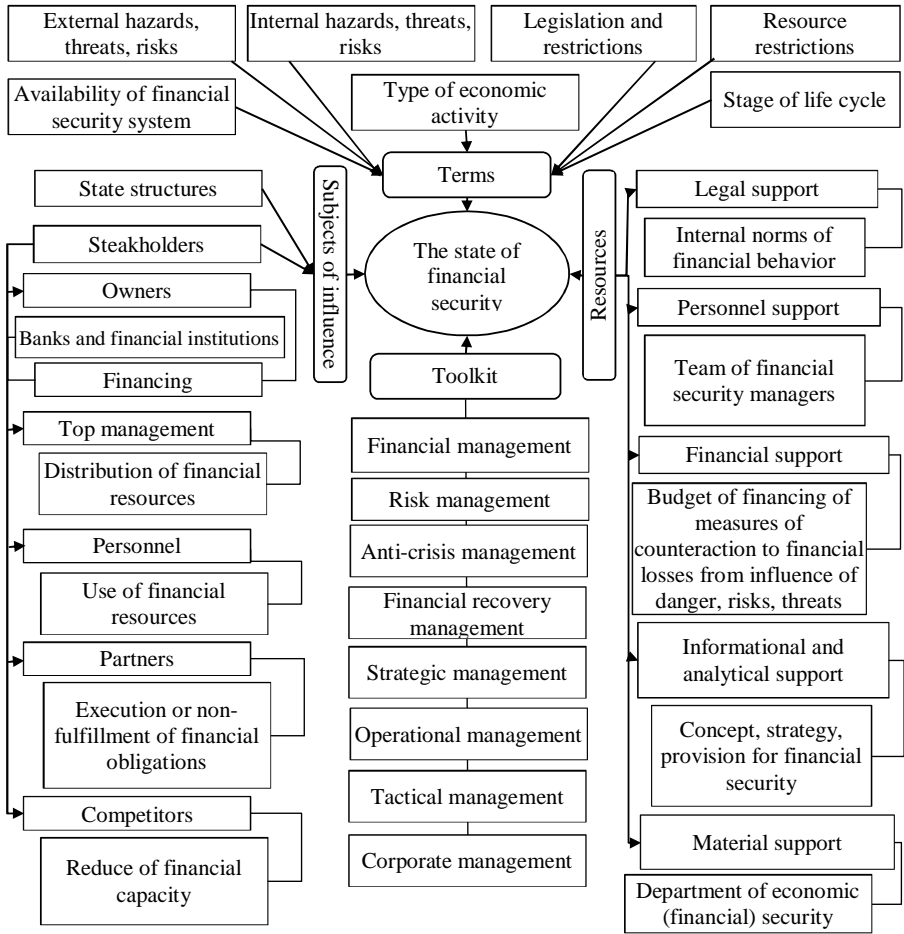 External hazards,
threats, risks
Internal hazards, threats,
risks
Legislation and
restrictions
Resource
restrictions
Availability of financial
security system
Type of economic
activity
Stage of life cycle
Terms
State structures
Steakholders
Subjects of influence
The state of
financial
security
Resources
Legal support
Internal norms of
financial behavior
Owners
Banks and financial institutions
Financing
Personnel support
Team of financial
security managers
Toolkit
Top management
Distribution of financial
resources
Financial management
Risk management
Anti-crisis management
Financial recovery
management
Strategic management
Operational management
Tactical management
Corporate management
Financial support
Budget of financing of
measures of
counteraction to financial
losses from influence of
danger, risks, threats
Personnel
Use of financial
resources
Partners
Execution or non-
fulfillment of financial
obligations
Informational and
analytical support
Concept, strategy,
provision for financial
security
Competitors
Reduce of financial
capacity
Material support
Department of economic
(financial) security